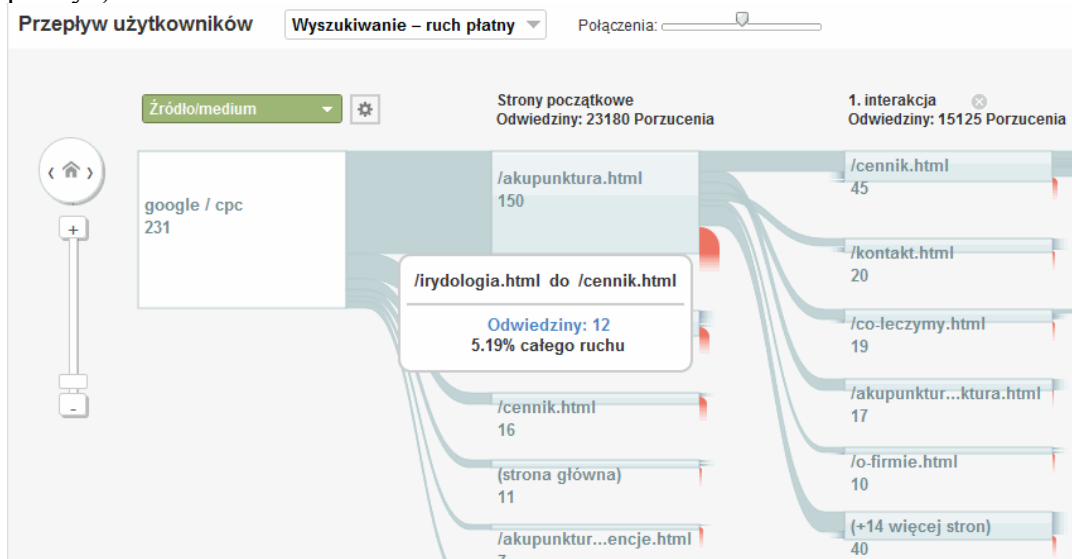 Przepływ użytkowników
Wyszukiwanie – ruch płatny
Połączenia:
Źródło/medium
Strony początkowe
Odwiedziny: 23180 Porzucenia
1. interakcja
Odwiedziny: 15125 Porzucenia
google / cpc
231
/akupunktura.html
150
/cennik.html
45
/kontakt.html
20
/irydologia.html do /cennik.html
Odwiedziny: 12
5.19% całego ruchu
/co-leczymy.html
19
/cennik.html
16
/akupunktur...ktura.html
17
(strona główna)
11
/o-firmie.html
10
/akupunktur...encje.html
(+14 więcej stron)
40